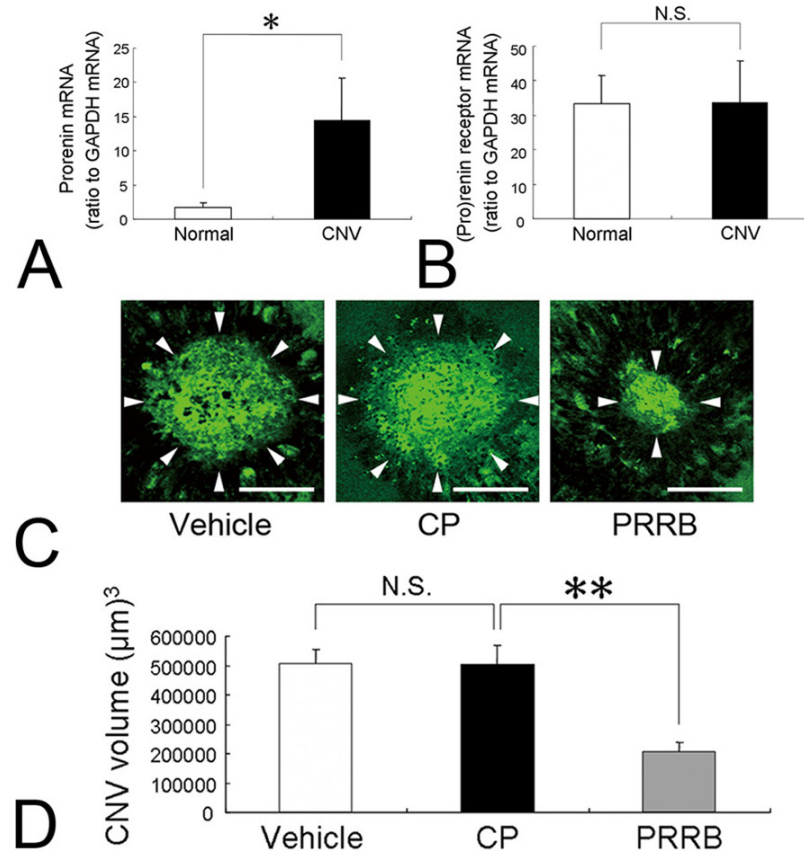 *
N.S.
Prorenin mRNA
(ratio to GAPDH mRNA)
25
20
15
10
5
0
Normal
CNV
A
(Pro)renin receptor mRNA
(ratio to GAPDH mRNA)
50
40
30
20
10
0
Normal
CNV
B
Vehicle
CP
PRRB
C
N.S.
**
CNV volume (μm)³
600000
500000
400000
300000
200000
100000
0
Vehicle
CP
PRRB
D